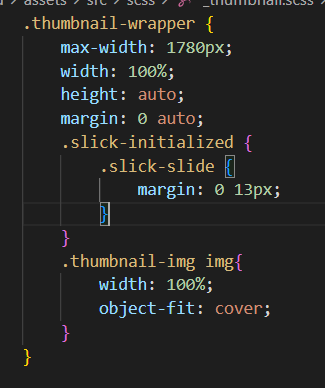 assets > src > scss > _thumbnail.scss
.thumbnail-wrapper {
max-width: 1780px;
width: 100%;
height: auto;
margin: 0 auto;
.slick-initialized {
.slick-slide {
margin: 0 13px;
}
}
.thumbnail-img img{
width: 100%;
object-fit: cover;
}
}